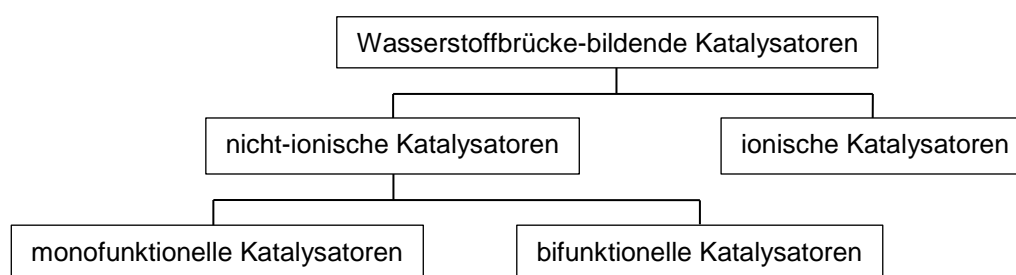 Wasserstoffbrücke-bildende Katalysatoren
nicht-ionische Katalysatoren
ionische Katalysatoren
monofunktionelle Katalysatoren
bifunktionelle Katalysatoren